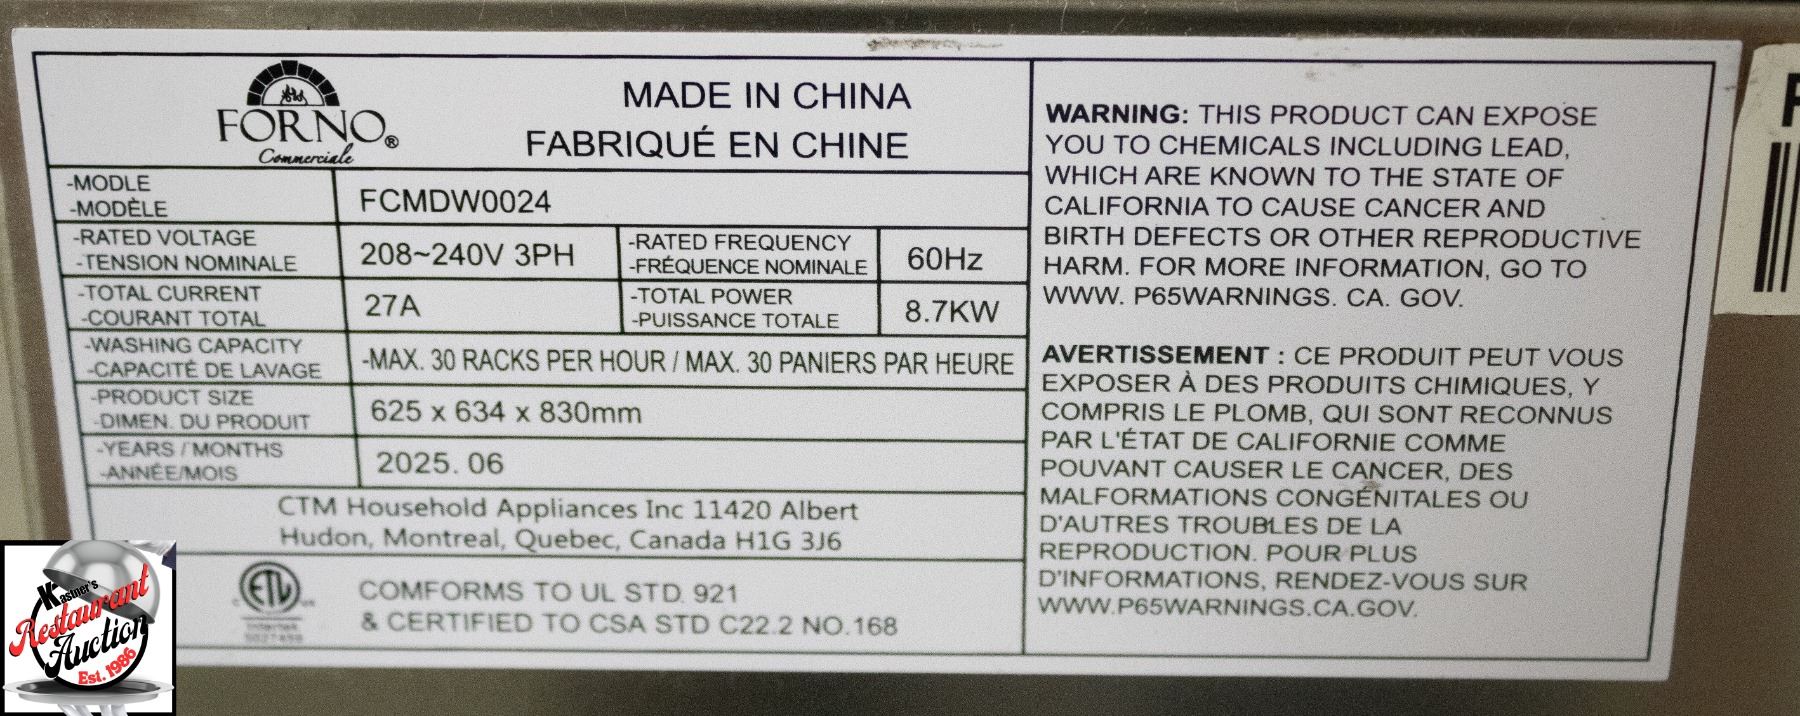 FORNO®
Commerciale
MADE IN CHINA
FABRIQUÉ EN CHINE
-MODLE
-MODÈLE
FCMDW0024
-RATED VOLTAGE
-TENSION NOMINALE
208~240V 3PH
-RATED FREQUENCY
-FRÉQUENCE NOMINALE
60Hz
-TOTAL CURRENT
-COURANT TOTAL
27A
-TOTAL POWER
-PUISSANCE TOTALE
8.7KW
-WASHING CAPACITY
-CAPACITÉ DE LAVAGE
-MAX. 30 RACKS PER HOUR / MAX. 30 PANIERS PAR HEURE
-PRODUCT SIZE
-DIMEN. DU PRODUIT
625 x 634 x 830mm
-YEARS / MONTHS
-ANNÉE/MOIS
2025. 06
CTM Household Appliances Inc 11420 Albert
Hudon, Montreal, Quebec, Canada H1G 3J6
ETL
Intertek
COMFORMS TO UL STD. 921
& CERTIFIED TO CSA STD C22.2 NO.168
WARNING: THIS PRODUCT CAN EXPOSE
YOU TO CHEMICALS INCLUDING LEAD,
WHICH ARE KNOWN TO THE STATE OF
CALIFORNIA TO CAUSE CANCER AND
BIRTH DEFECTS OR OTHER REPRODUCTIVE
HARM. FOR MORE INFORMATION, GO TO
WWW. P65WARNINGS. CA. GOV.
AVERTISSEMENT : CE PRODUIT PEUT VOUS
EXPOSER À DES PRODUITS CHIMIQUES, Y
COMPRIS LE PLOMB, QUI SONT RECONNUS
PAR L'ÉTAT DE CALIFORNIE COMME
POUVANT CAUSER LE CANCER, DES
MALFORMATIONS CONGÉNITALES OU
D'AUTRES TROUBLES DE LA
REPRODUCTION. POUR PLUS
D'INFORMATIONS, RENDEZ-VOUS SUR
WWW.P65WARNINGS.CA.GOV.
Kastner's
Restaurant
Auction
Est. 1986